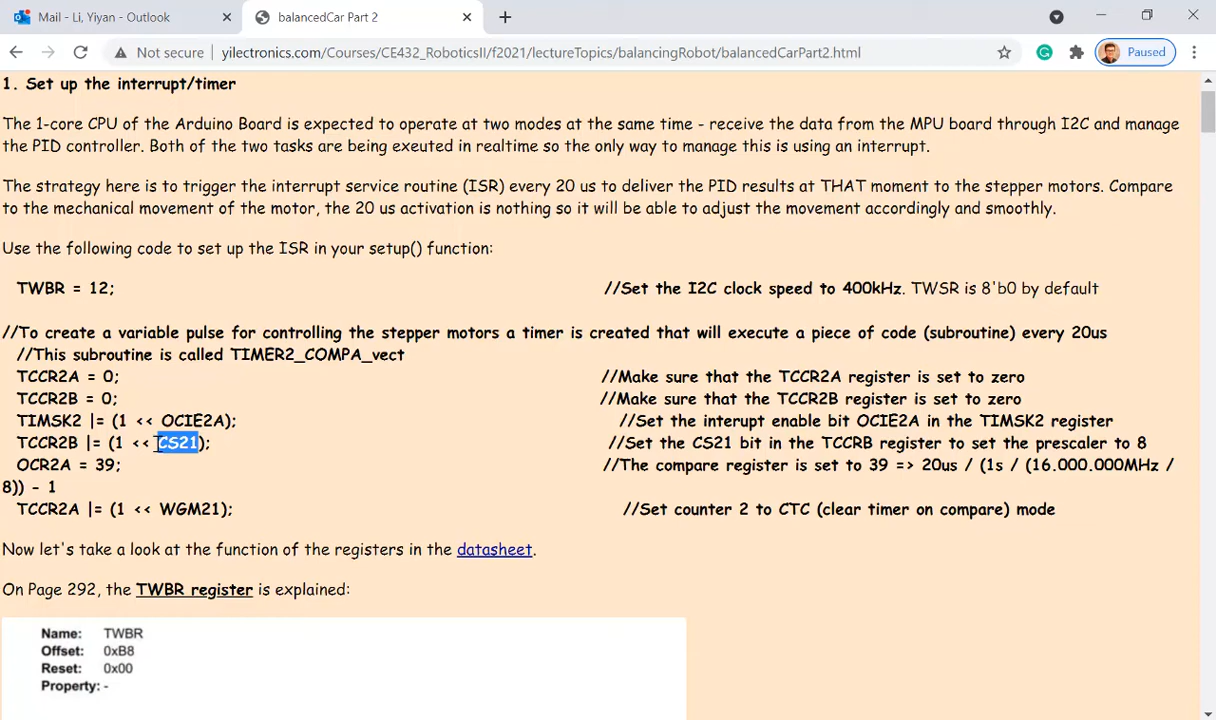 Mail - Li, Yiyan - Outlook
balancedCar Part 2
Not secure
yilectronics.com/Courses/CE432_RoboticsII/f2021/lectureTopics/balancingRobot/balancedCarPart2.html
Paused
1. Set up the interrupt/timer
The 1-core CPU of the Arduino Board is expected to operate at two modes at the same time - receive the data from the MPU board through I2C and manage
the PID controller. Both of the two tasks are being exeuted in realtime so the only way to manage this is using an interrupt.
The strategy here is to trigger the interrupt service routine (ISR) every 20 us to deliver the PID results at THAT moment to the stepper motors. Compare
to the mechanical movement of the motor, the 20 us activation is nothing so it will be able to adjust the movement accordingly and smoothly.
Use the following code to set up the ISR in your setup() function:
TWBR = 12; //Set the I2C clock speed to 400kHz. TWSR is 8'b0 by default
//To create a variable pulse for controlling the stepper motors a timer is created that will execute a piece of code (subroutine) every 20us
//This subroutine is called TIMER2_COMPA_vect
TCCR2A = 0; //Make sure that the TCCR2A register is set to zero
TCCR2B = 0; //Make sure that the TCCR2B register is set to zero
TIMSK2 |= (1 << OCIE2A); //Set the interupt enable bit OCIE2A in the TIMSK2 register
TCCR2B |= (1 << CS21); //Set the CS21 bit in the TCCRB register to set the prescaler to 8
OCR2A = 39; //The compare register is set to 39 => 20us / (1s / (16.000.000MHz /
8)) - 1
TCCR2A |= (1 << WGM21); //Set counter 2 to CTC (clear timer on compare) mode
Now let's take a look at the function of the registers in the datasheet.
On Page 292, the TWBR register is explained:
Name: TWBR
Offset: 0xB8
Reset: 0x00
Property: -